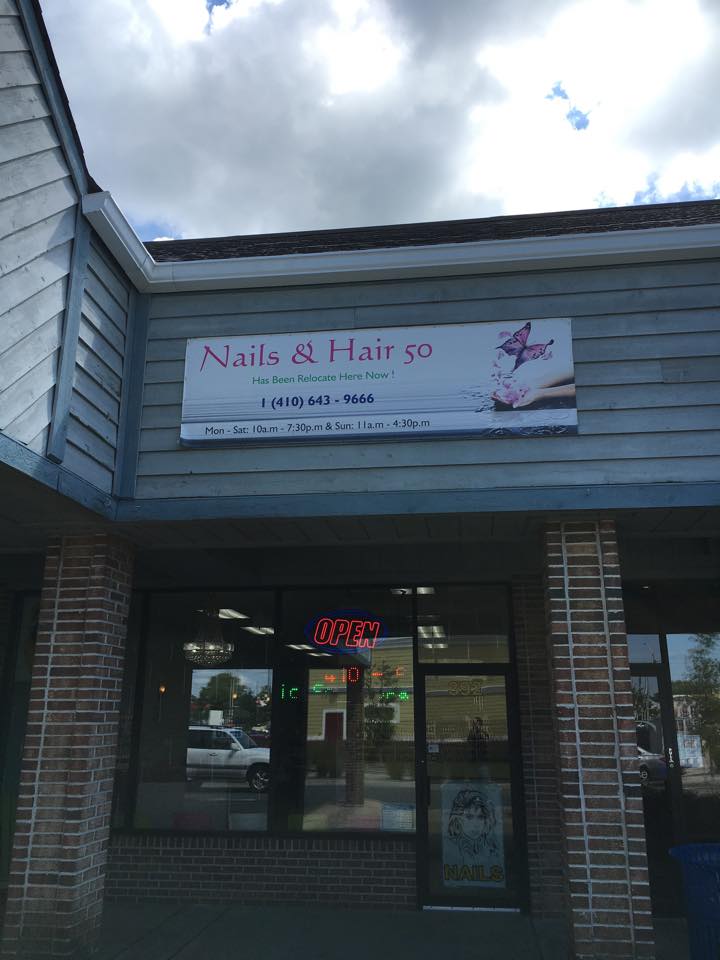 Nails & Hair 50
Has Been Relocate Here Now !
1 (410) 643 - 9666
Mon - Sat: 10a.m - 7:30p.m & Sun: 11a.m - 4:30p.m
OPEN
410 -
NAILS